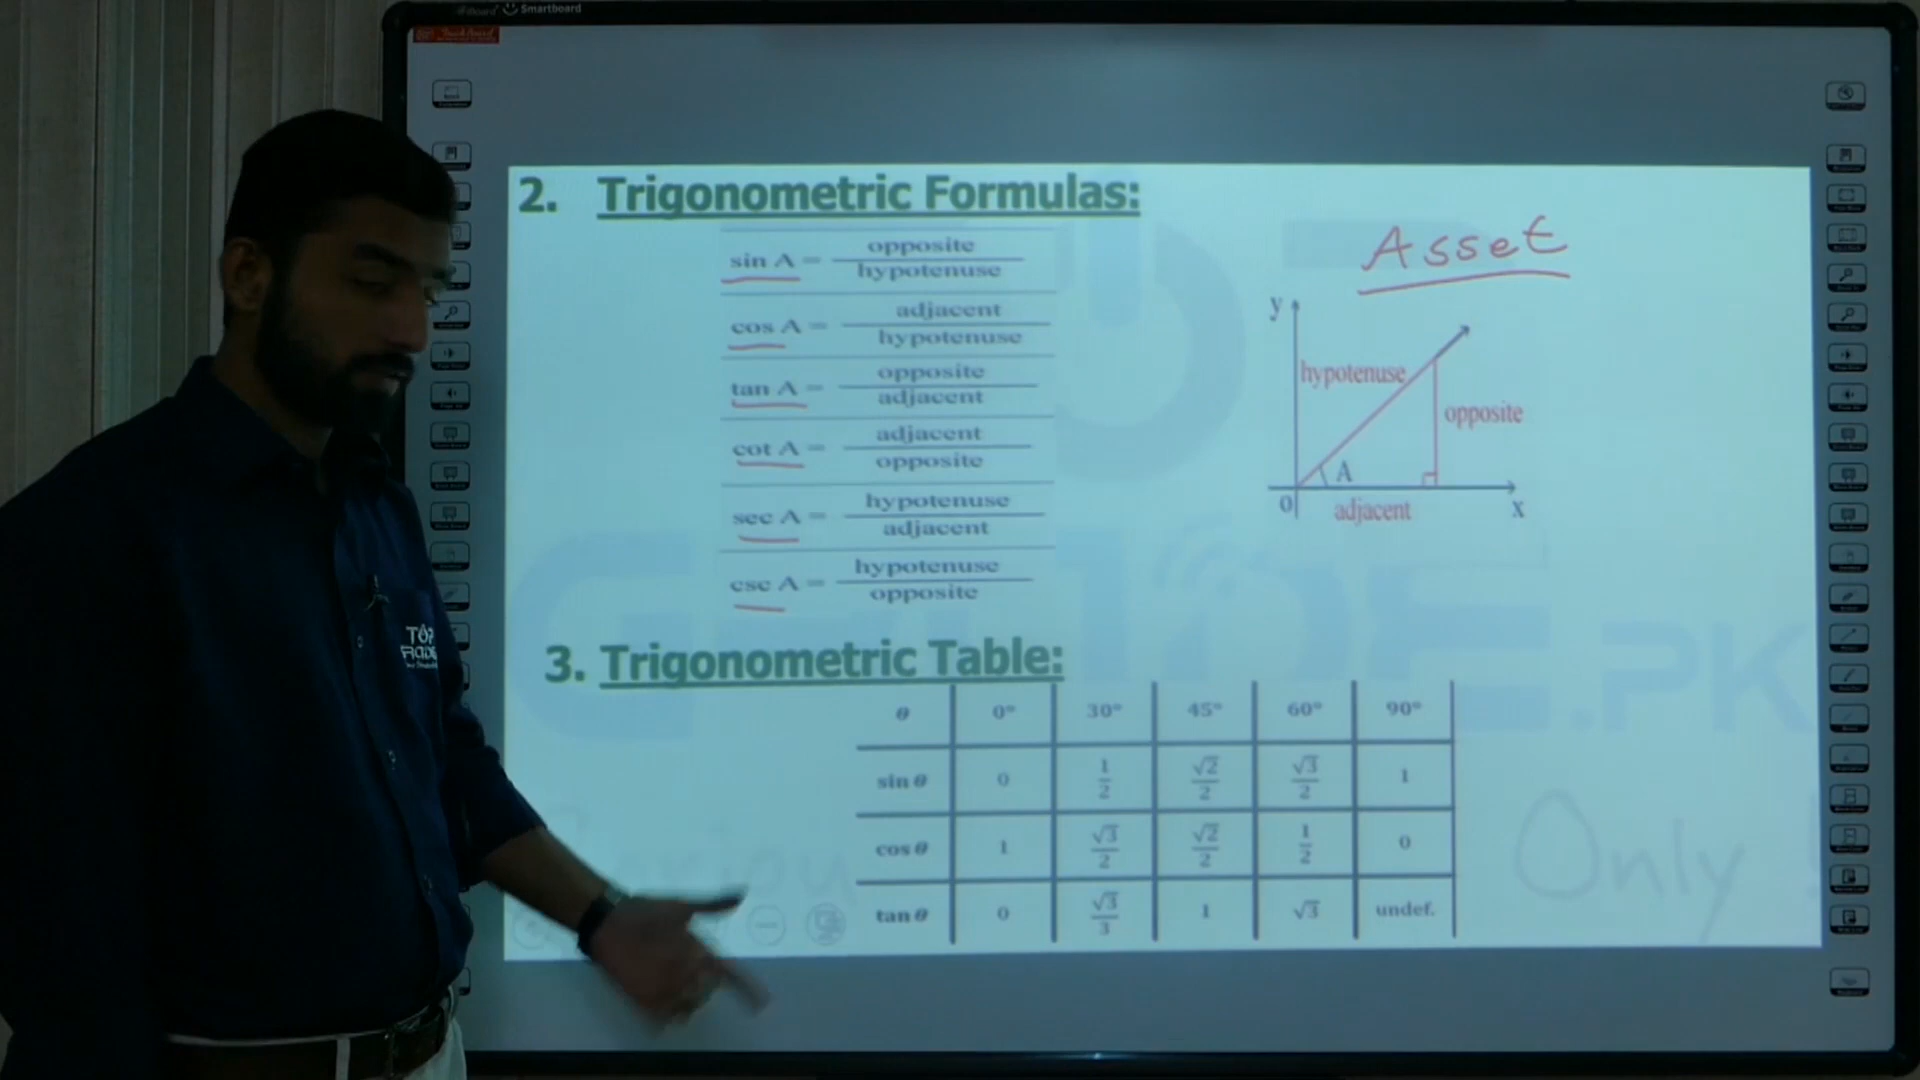 Smartboard
2. Trigonometric Formulas:
sin A = opposite / hypotenuse
cos A = adjacent / hypotenuse
tan A = opposite / adjacent
cot A = adjacent / opposite
sec A = hypotenuse / adjacent
csc A = hypotenuse / opposite
Asset
y
hypotenuse
opposite
A
0
adjacent
x
3. Trigonometric Table:
θ 0° 30° 45° 60° 90°
sin θ 0 1/2 √2/2 √3/2 1
cos θ 1 √3/2 √2/2 1/2 0
tan θ 0 √3/3 1 √3 undef.
.PK
Only
TOP